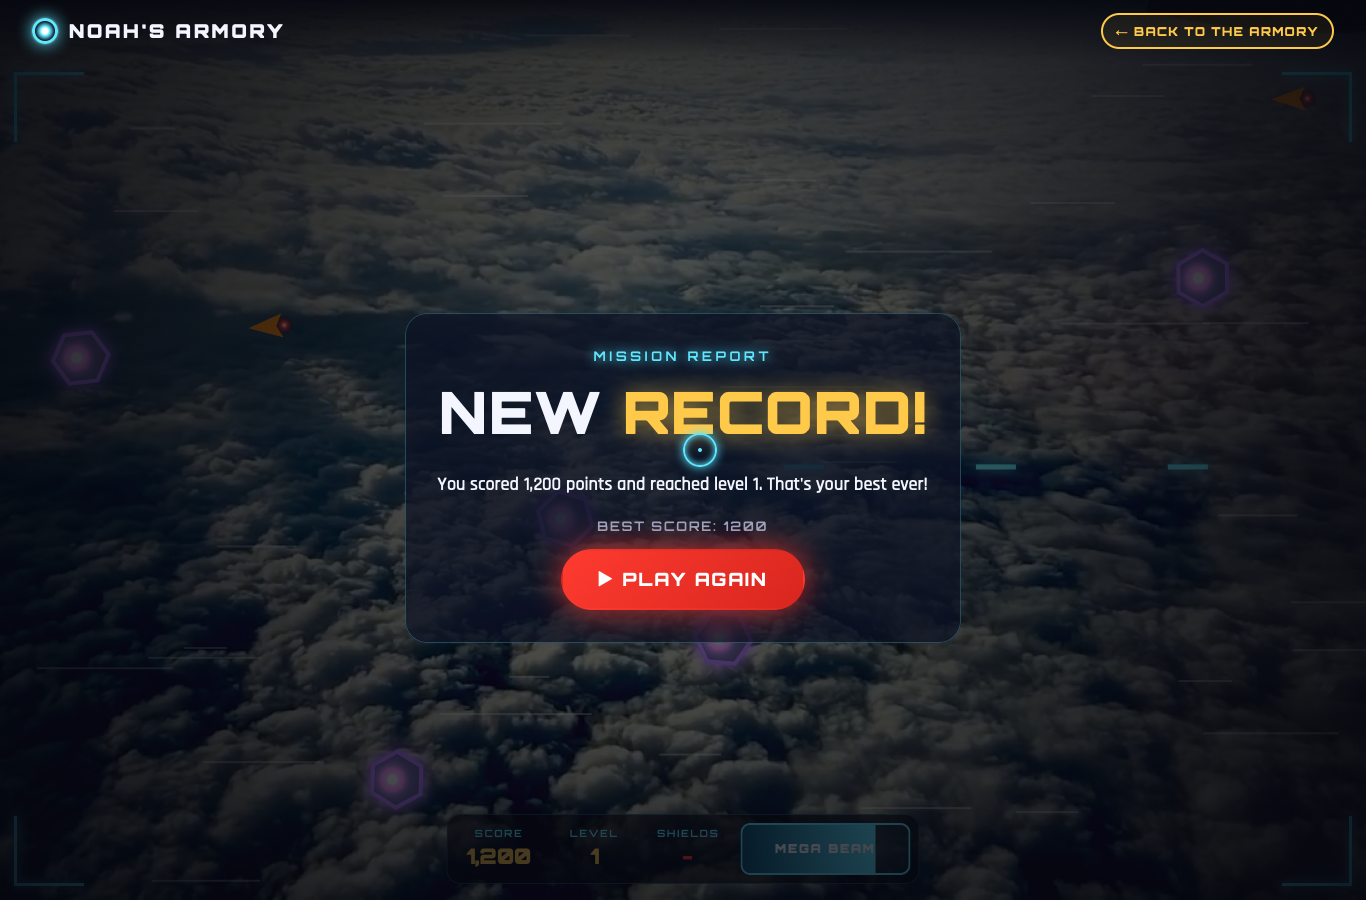 NOAH'S ARMORY
← BACK TO THE ARMORY
MISSION REPORT
NEW RECORD!
You scored 1,200 points and reached level 1. That's your best ever!
BEST SCORE: 1200
▶ PLAY AGAIN
SCORE LEVEL SHIELDS
1,200 1 -
MEGA BEAM